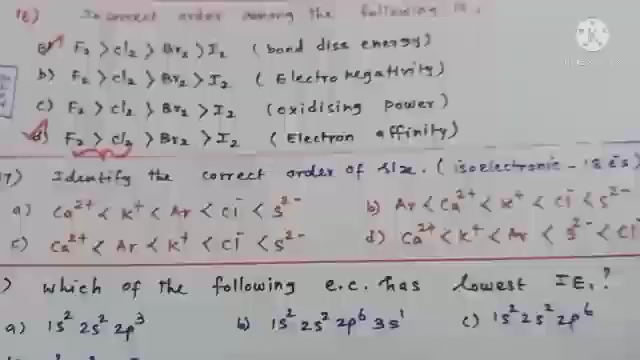 18) Incorrect order among the following is.
a) F₂ > Cl₂ > Br₂ > I₂ (bond diss energy)
b) F₂ > Cl₂ > Br₂ > I₂ (Electronegativity)
c) F₂ > Cl₂ > Br₂ > I₂ (oxidising power)
d) F₂ > Cl₂ > Br₂ > I₂ (Electron affinity)
17) Identify the correct order of size. (isoelectronic - 18 es)
a) Ca²⁺ < K⁺ < Ar < Cl⁻ < S²⁻ b) Ar < Ca²⁺ < K⁺ < Cl⁻ < S²⁻
c) Ca²⁺ < Ar < K⁺ < Cl⁻ < S²⁻ d) Ca²⁺ < K⁺ < Ar < S²⁻ < Cl
) which of the following e.c. has lowest IE.?
a) 1s² 2s² 2p³ b) 1s² 2s² 2p⁶ 3s¹ c) 1s² 2s² 2p⁶